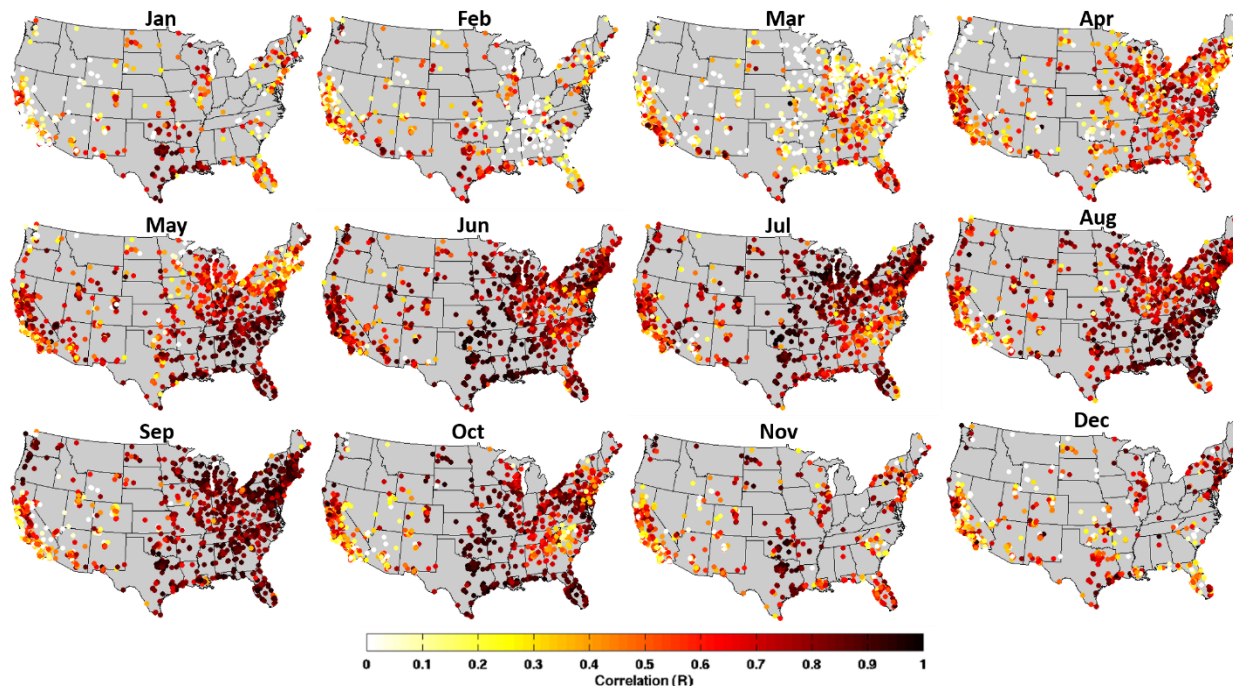 Jan Feb Mar Apr
May Jun Jul Aug
Sep Oct Nov Dec
0 0.1 0.2 0.3 0.4 0.5 0.6 0.7 0.8 0.9 1
Correlation (R)